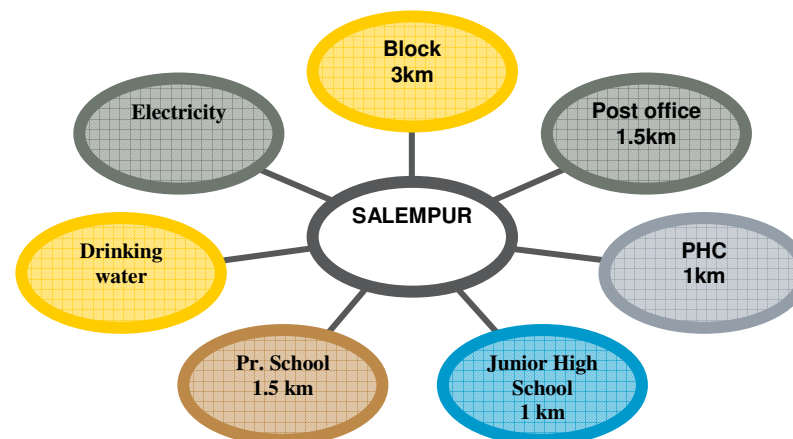 Block
3km
Electricity
Post office
1.5km
SALEMPUR
Drinking
water
PHC
1km
Pr. School
1.5 km
Junior High
School
1 km